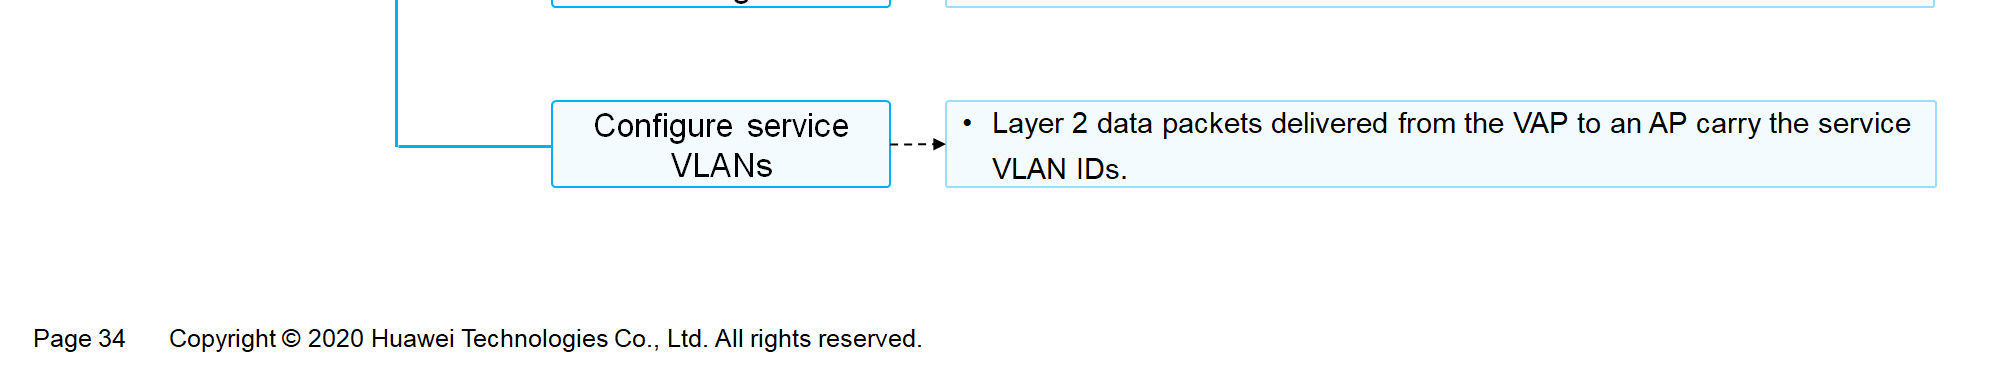 Configure service
VLANs
• Layer 2 data packets delivered from the VAP to an AP carry the service
VLAN IDs.
Page 34 Copyright © 2020 Huawei Technologies Co., Ltd. All rights reserved.